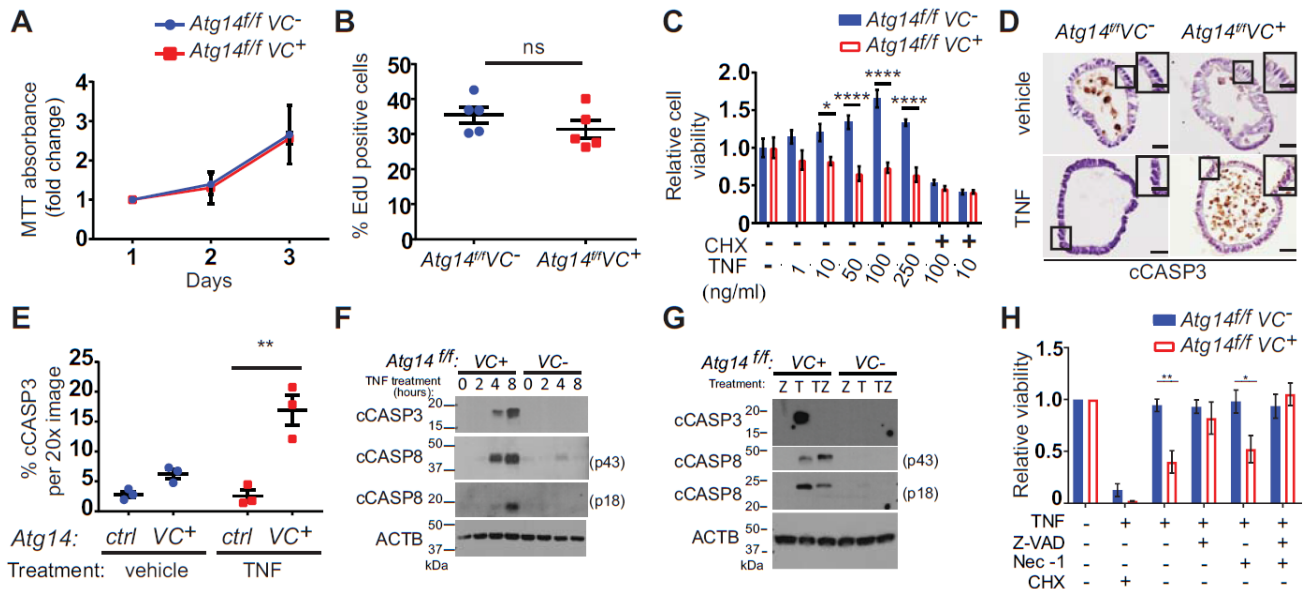 A
Atg14f/f VC-
Atg14f/f VC+
MTT absorbance
(fold change)
4
3
2
1
0
1 2 3
Days
B
ns
% EdU positive cells
50
40
30
20
10
0
Atg14f/fVC-
Atg14f/fVC+
C
Atg14f/f VC-
Atg14f/f VC+
Relative cell
viability
2.0
1.5
1.0
0.5
0.0
* **** **** ****
CHX - - - - - - + +
TNF - 1 10 50 100 250 100 10
(ng/ml)
D
Atg14f/fVC- Atg14f/fVC+
vehicle
TNF
cCASP3
E
**
% cCASP3
per 20x image
25
20
15
10
5
0
Atg14: ctrl VC+ ctrl VC+
Treatment: vehicle TNF
F
Atg14 f/f: VC+ VC-
TNF treatment
(hours):
0 2 4 8 0 2 4 8
cCASP3
20
15
cCASP8
50
37
(p43)
cCASP8
20
(p18)
ACTB
50
37
kDa
G
Atg14 f/f: VC+ VC-
Treatment: Z T TZ Z T TZ
cCASP3
20
15
cCASP8
50
37
(p43)
cCASP8
25
20
(p18)
ACTB
50
37
kDa
H
Atg14f/f VC-
Atg14f/f VC+
Relative viability
1.5
1.0
0.5
0.0
** *
TNF - + + + + +
Z-VAD - - - + - +
Nec -1 - - - - + +
CHX - + - - - -